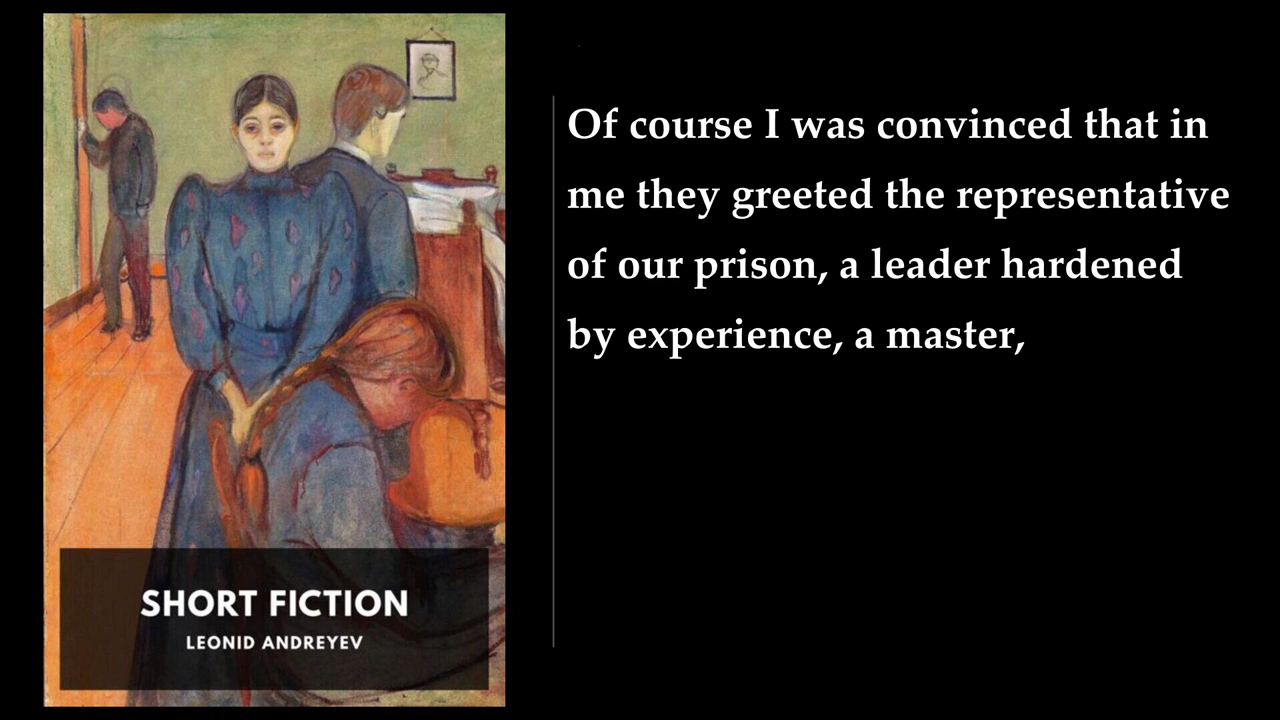 Of course I was convinced that in
me they greeted the representative
of our prison, a leader hardened
by experience, a master,
SHORT FICTION
LEONID ANDREYEV